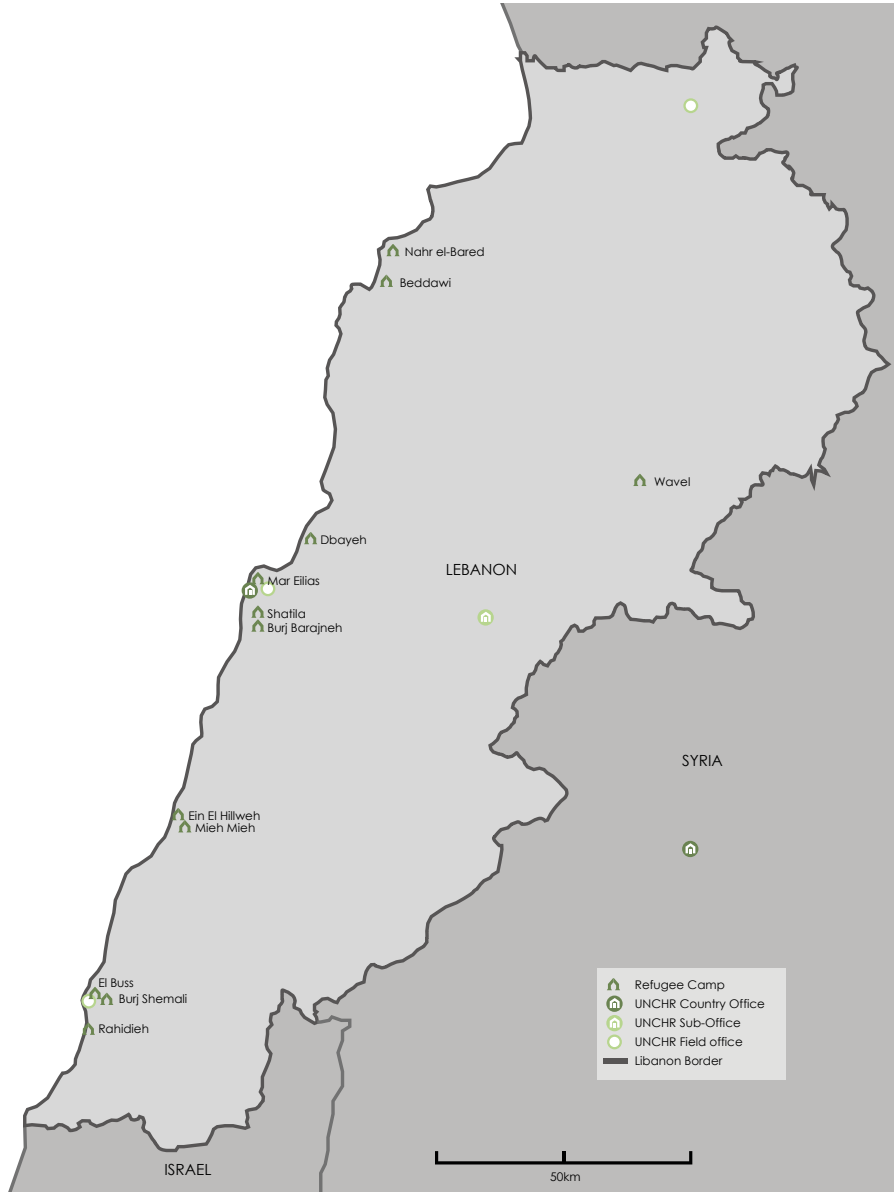 Nahr el-Bared
Beddawi
Wavel
Dbayeh
LEBANON
Mar Eilias
Shatila
Burj Barajneh
SYRIA
Ein El Hillweh
Mieh Mieh
El Buss
Burj Shemali
Rahidieh
Refugee Camp
UNCHR Country Office
UNCHR Sub-Office
UNCHR Field office
Libanon Border
ISRAEL
50km